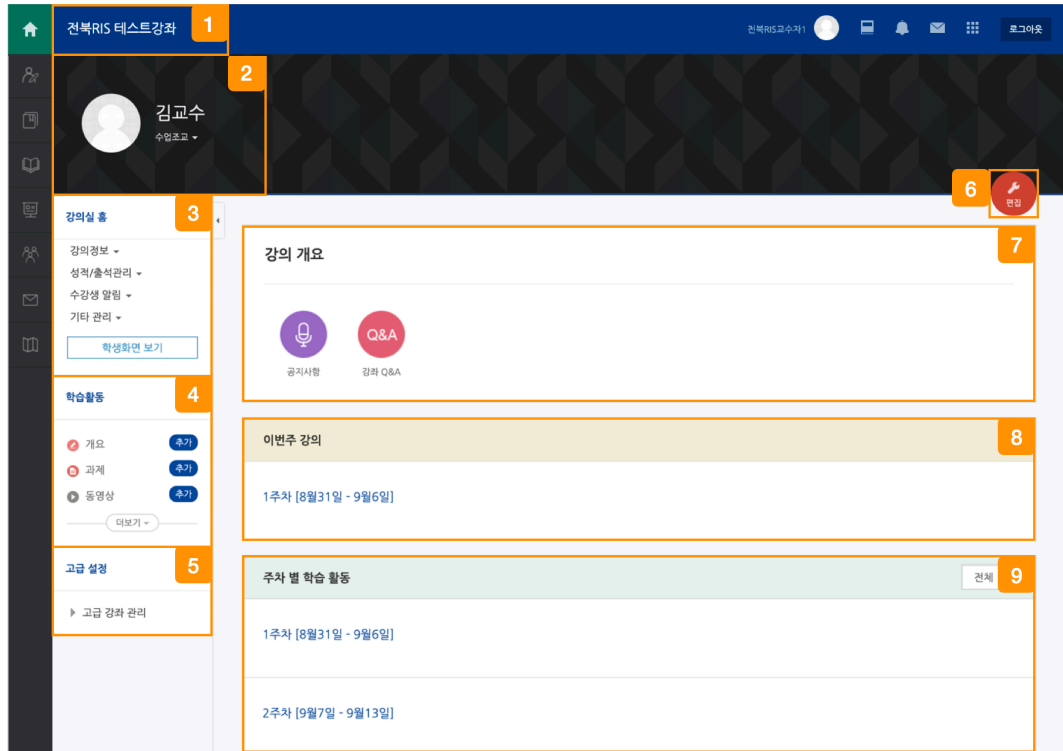 전북RIS 테스트강좌
1
전북RIS교수자1
로그아웃
2
김교수
수업조교
6
편집
강의실 홈
3
강의정보
성적/출석관리
수강생 알림
기타 관리
학생화면 보기
학습활동
4
개요
추가
과제
추가
동영상
추가
더보기
고급 설정
5
고급 강좌 관리
강의 개요
7
Q&A
공지사항
강좌 Q&A
이번주 강의
8
1주차 [8월31일 - 9월6일]
주차 별 학습 활동
전체
9
1주차 [8월31일 - 9월6일]
2주차 [9월7일 - 9월13일]